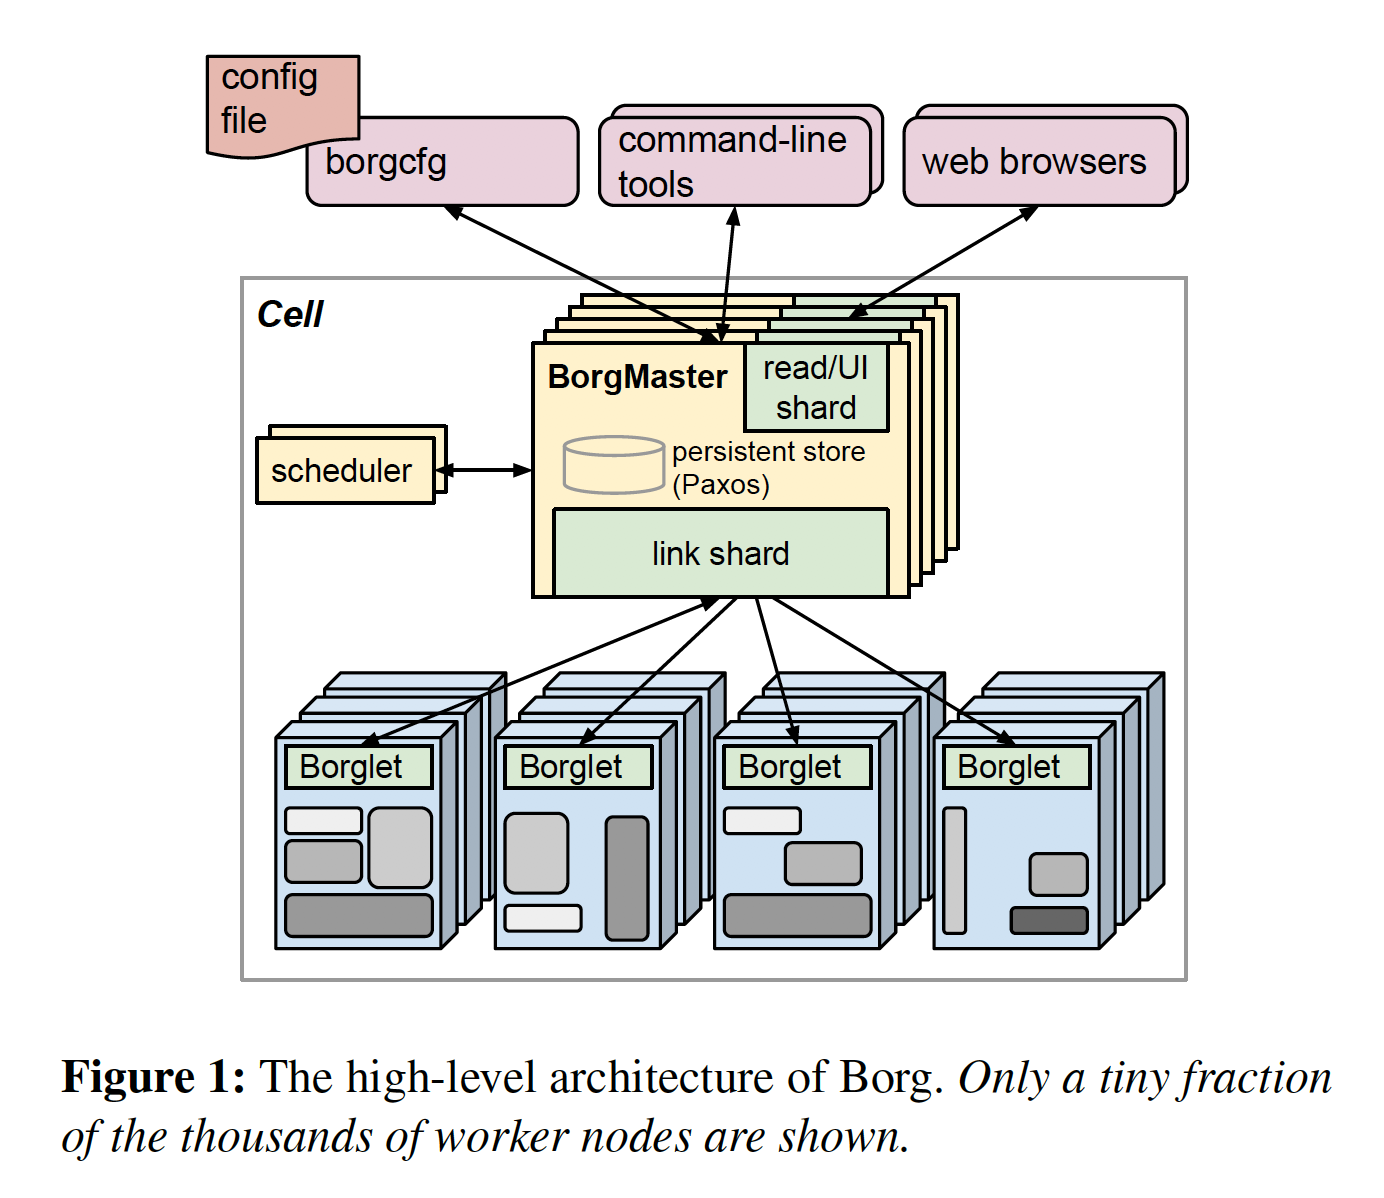 config
file
borgcfg
command-line
tools
web browsers
Cell
BorgMaster
read/UI
shard
scheduler
persistent store
(Paxos)
link shard
Borglet
Borglet
Borglet
Borglet
Figure 1: The high-level architecture of Borg. Only a tiny fraction
of the thousands of worker nodes are shown.